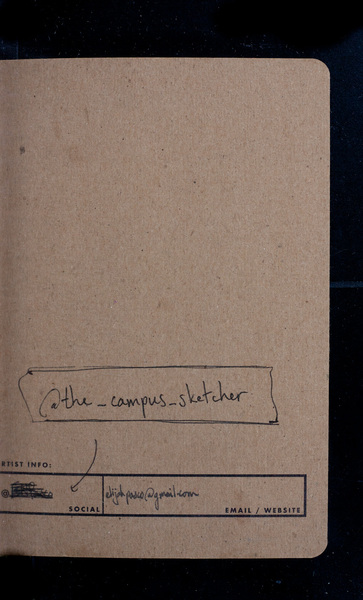 @the_campus_sketcher
RTIST INFO:
@
SOCIAL
EMAIL / WEBSITE